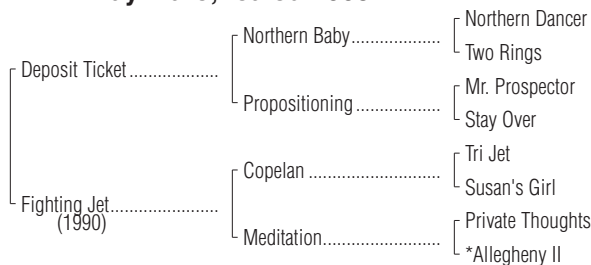 Northern Dancer
Northern Baby....................
Two Rings
Deposit Ticket....................
Mr. Prospector
Propositioning...................
Stay Over
Tri Jet
Copelan .............................
Susan's Girl
Fighting Jet........................
(1990)
Private Thoughts
Meditation..........................
*Allegheny II